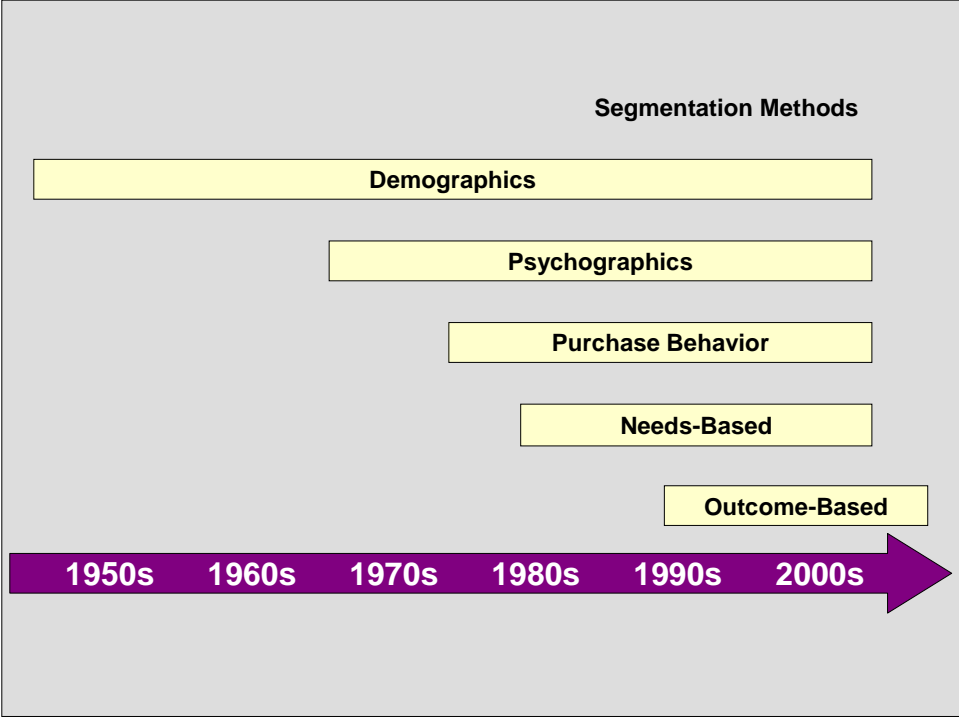 Segmentation Methods
Demographics
Psychographics
Purchase Behavior
Needs-Based
Outcome-Based
1950s 1960s 1970s 1980s 1990s 2000s